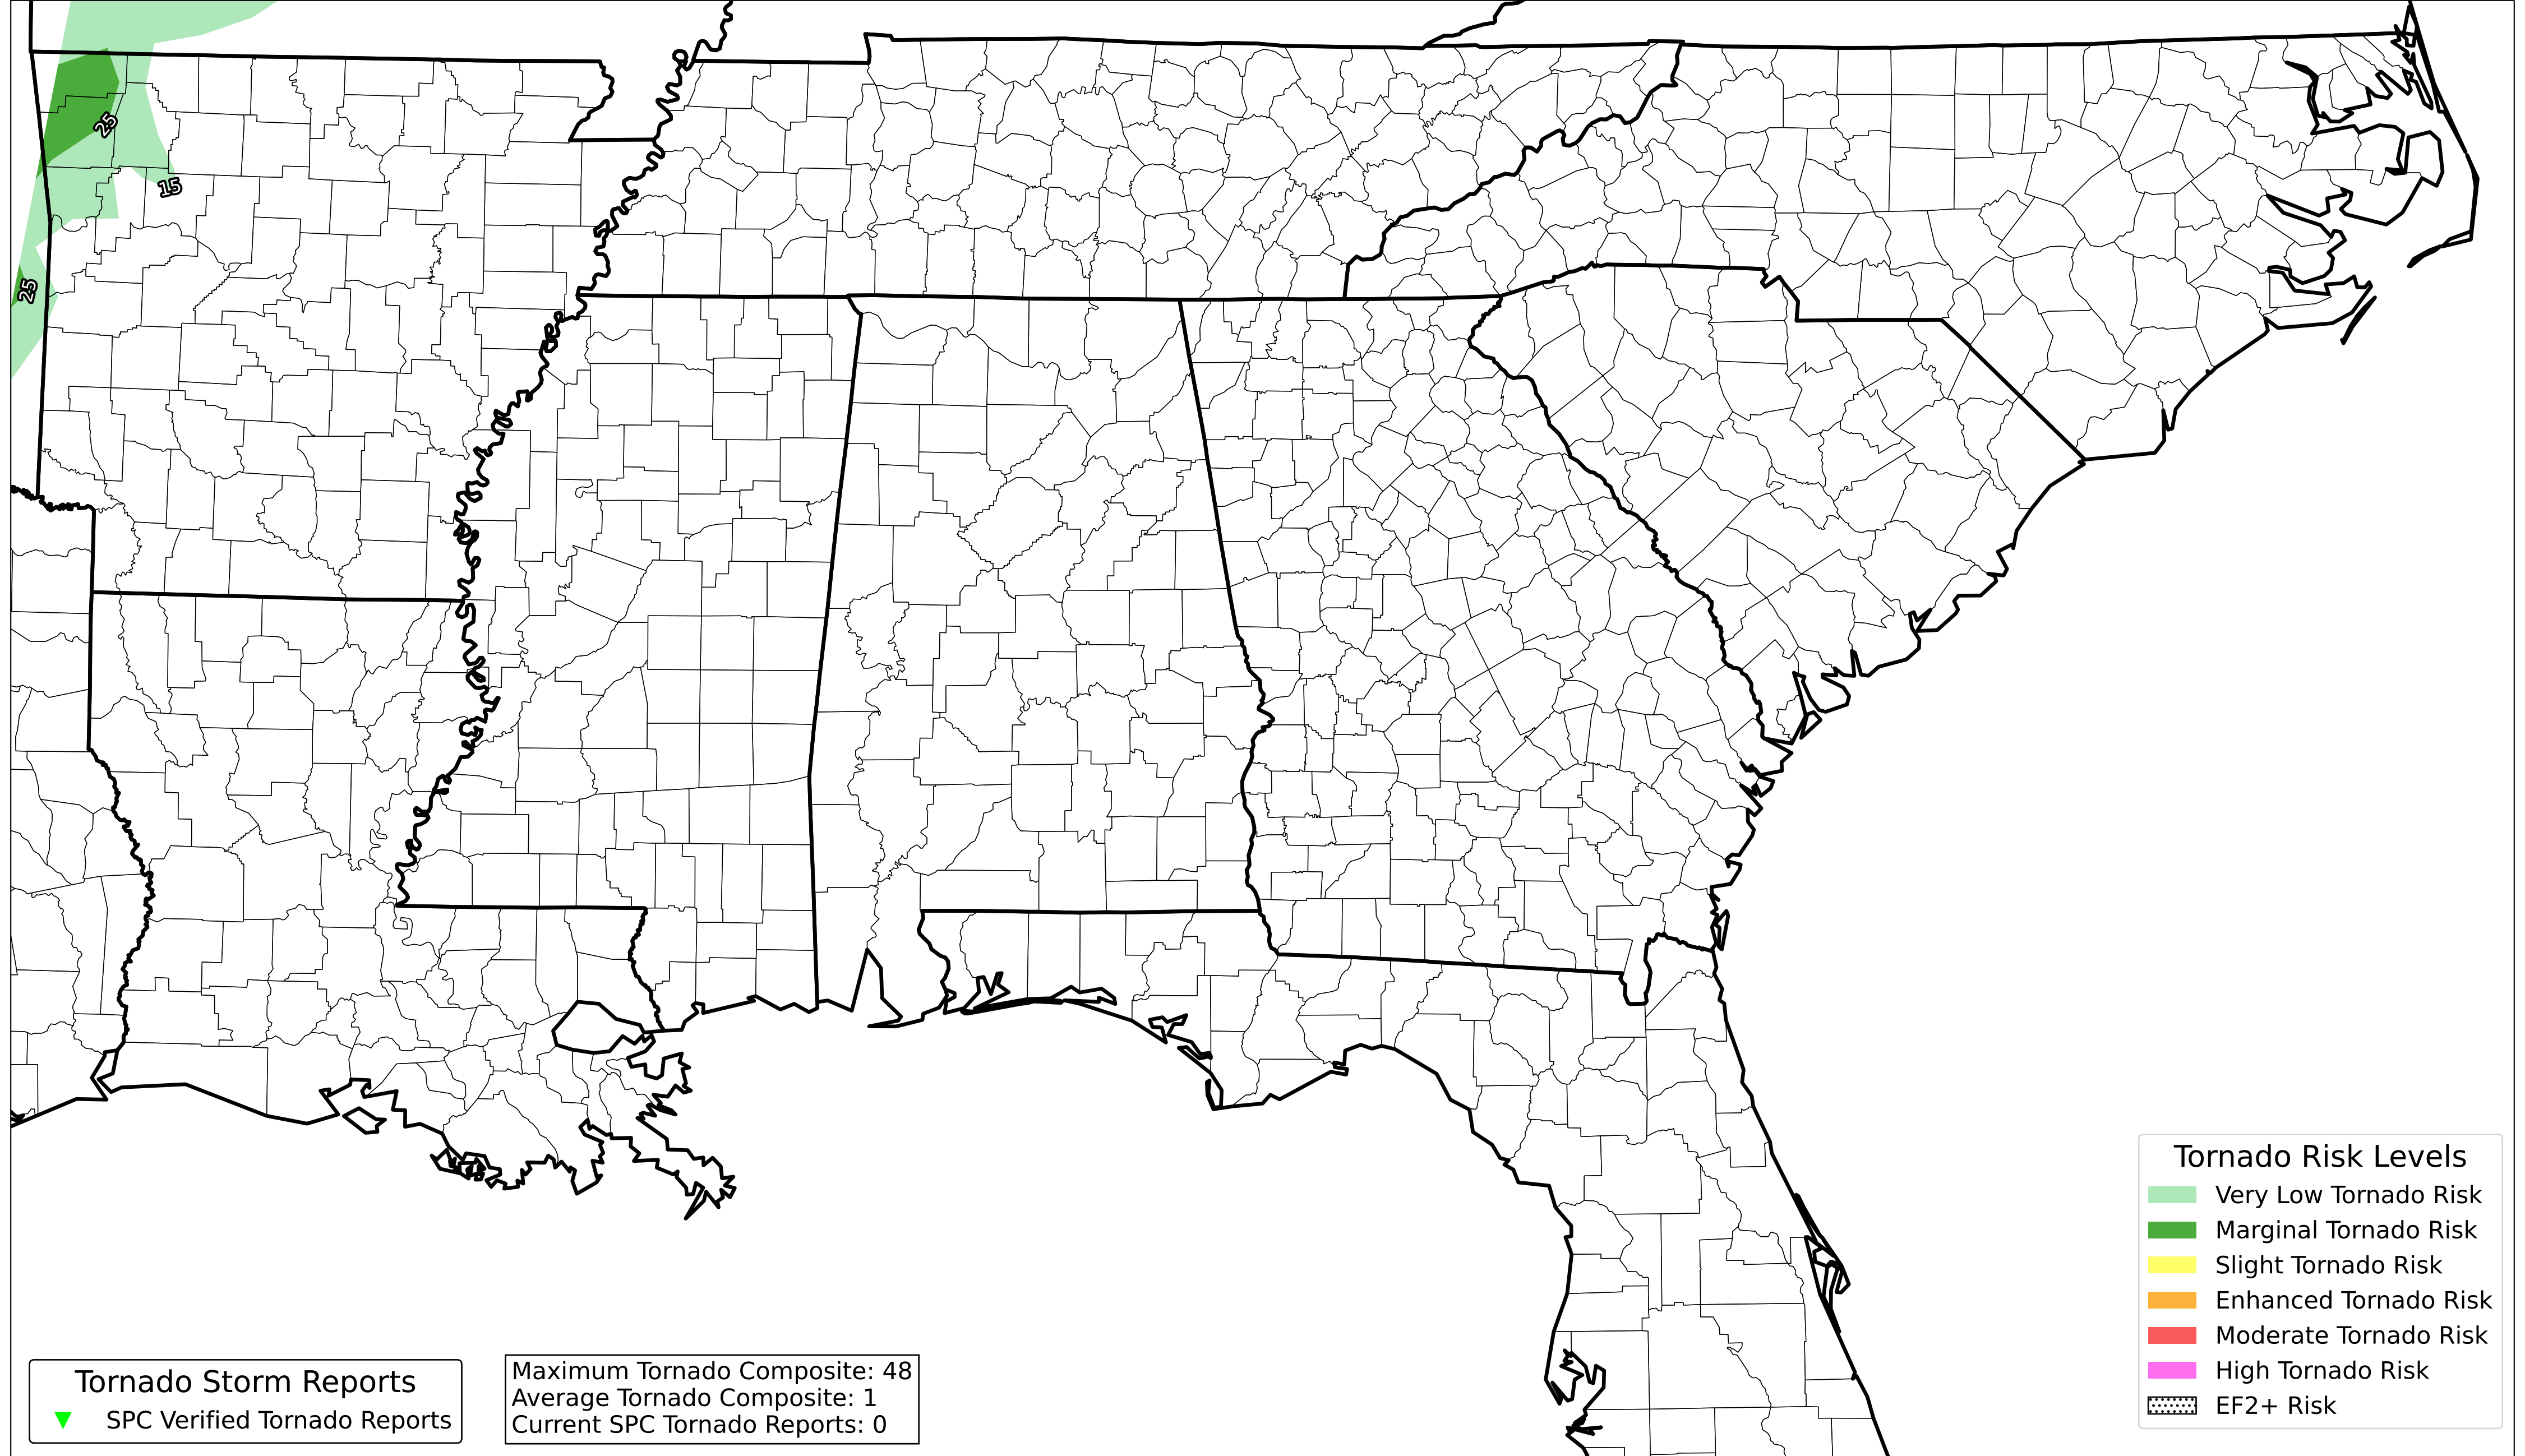 25
15
25
Tornado Risk Levels
Very Low Tornado Risk
Marginal Tornado Risk
Slight Tornado Risk
Enhanced Tornado Risk
Moderate Tornado Risk
High Tornado Risk
EF2+ Risk
Tornado Storm Reports
SPC Verified Tornado Reports
Maximum Tornado Composite: 48
Average Tornado Composite: 1
Current SPC Tornado Reports: 0